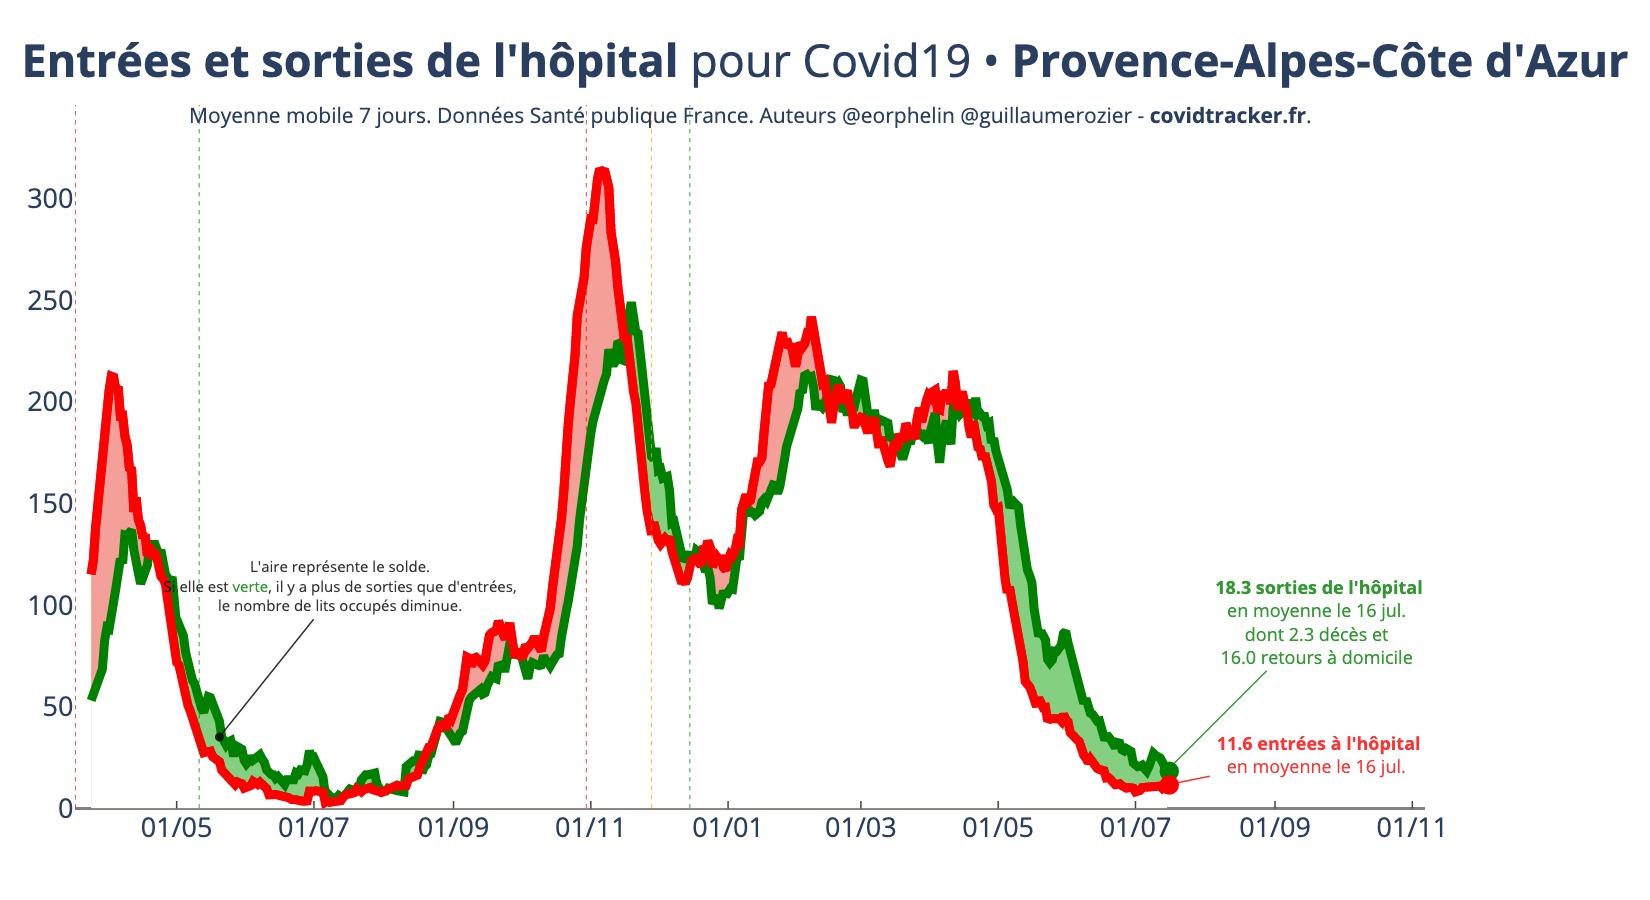 Entrées et sorties de l'hôpital pour Covid19 • Provence-Alpes-Côte d'Azur
Moyenne mobile 7 jours. Données Santé publique France. Auteurs @eorphelin @guillaumerozier - covidtracker.fr.
300
250
200
150
100
50
0
L'aire représente le solde.
Si elle est verte, il y a plus de sorties que d'entrées,
le nombre de lits occupés diminue.
18.3 sorties de l'hôpital
en moyenne le 16 jul.
dont 2.3 décès et
16.0 retours à domicile
11.6 entrées à l'hôpital
en moyenne le 16 jul.
01/05 01/07 01/09 01/11 01/01 01/03 01/05 01/07 01/09 01/11